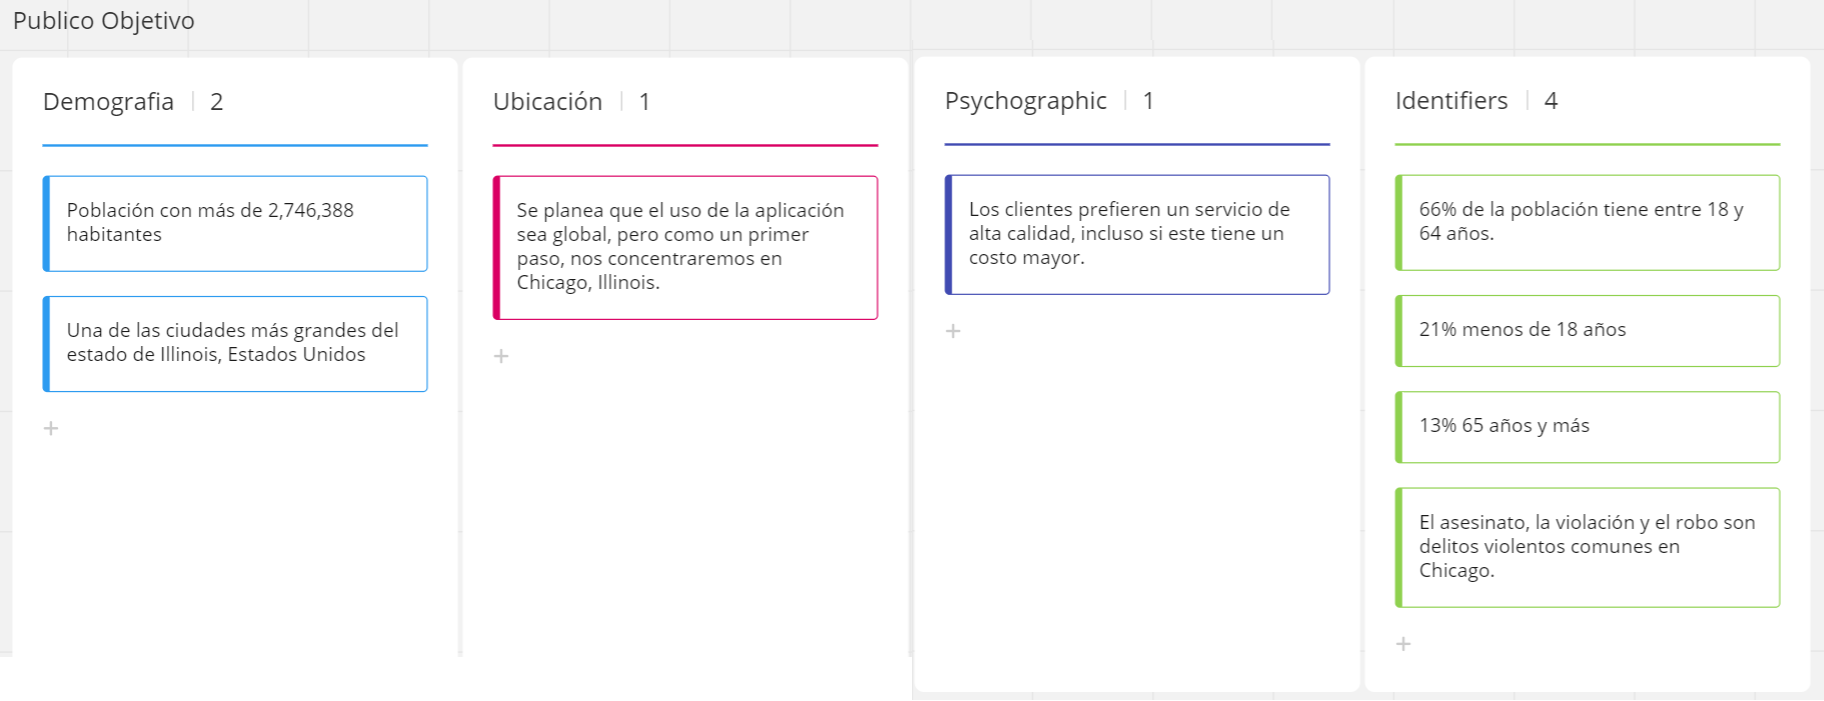 Publico Objetivo
Demografia | 2
Población con más de 2,746,388
habitantes
Una de las ciudades más grandes del
estado de Illinois, Estados Unidos
+
Ubicación | 1
Se planea que el uso de la aplicación
sea global, pero como un primer
paso, nos concentraremos en
Chicago, Illinois.
+
Psychographic | 1
Los clientes prefieren un servicio de
alta calidad, incluso si este tiene un
costo mayor.
+
Identifiers | 4
66% de la población tiene entre 18 y
64 años.
21% menos de 18 años
13% 65 años y más
El asesinato, la violación y el robo son
delitos violentos comunes en
Chicago.
+